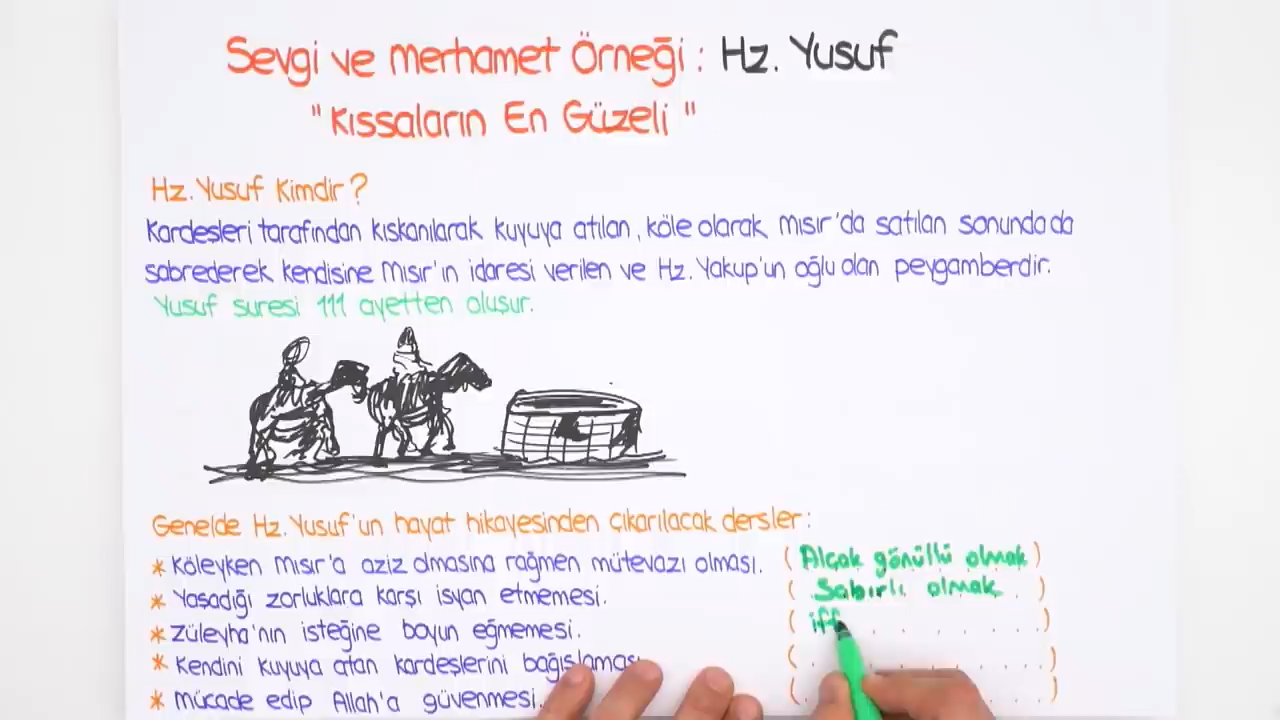 Sevgi ve Merhamet Örneği : Hz. Yusuf
" Kıssaların En Güzeli "
Hz. Yusuf Kimdir ?
Kardeşleri tarafından kıskanılarak kuyuya atılan, köle olarak Mısır'da satılan sonunda da
sabrederek kendisine Mısır'ın idaresi verilen ve Hz. Yakup'un oğlu olan peygamberdir.
Yusuf suresi 111 ayetten oluşur.
Genelde Hz. Yusuf'un hayat hikayesinden çıkarılacak dersler :
* Köleyken Mısır'a aziz olmasına rağmen mütevazı olması. ( Alçak gönüllü olmak )
* Yaşadığı zorluklara karşı isyan etmemesi. ( Sabırlı olmak . )
* Züleyha'nın isteğine boyun eğmemesi. ( iff . . . . . . )
* Kendini kuyuya atan kardeşlerini bağışlaması ( . . . . . . . )
* Mücade edip Allah'a güvenmesi. ( . . . . . )